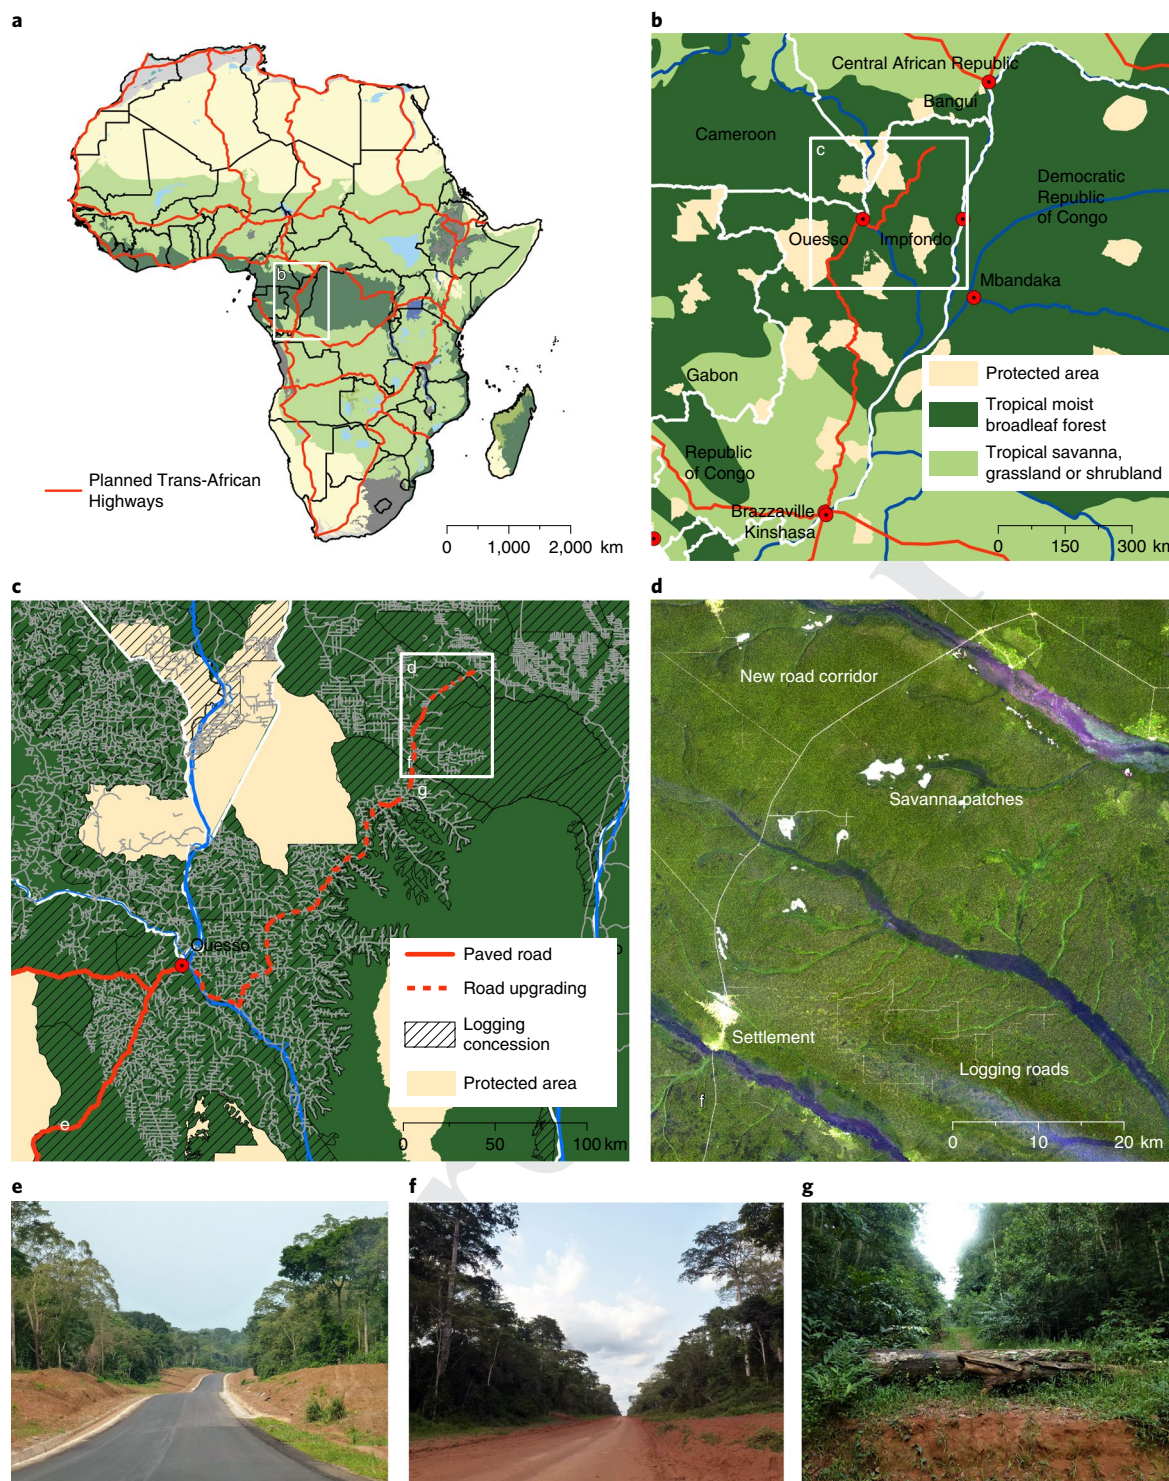 a
b
Planned Trans-African
Highways
0 1,000 2,000 km
b
Central African Republic
Bangui
Cameroon
c
Democratic
Republic
of Congo
Ouesso
Impfondo
Mbandaka
Gabon
Republic
of Congo
Brazzaville
Kinshasa
Protected area
Tropical moist
broadleaf forest
Tropical savanna,
grassland or shrubland
0 150 300 km
c
d
f
g
Ouesso
e
Paved road
Road upgrading
Logging
concession
Protected area
0 50 100 km
d
New road corridor
Savanna patches
Settlement
Logging roads
f
0 10 20 km
e
f
g